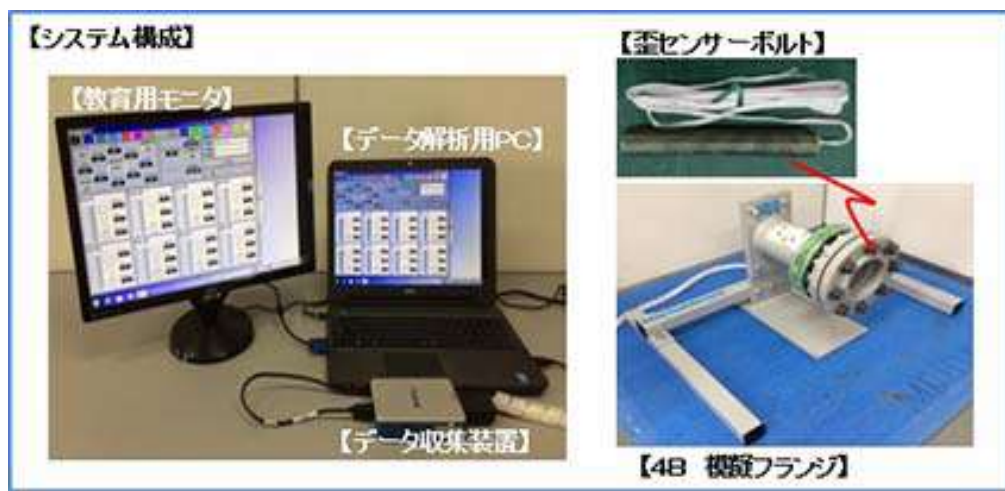 【システム構成】
【教育用モニタ】
【データ解析用PC】
【データ収集装置】
【歪センサーボルト】
【4B 模擬フランジ】